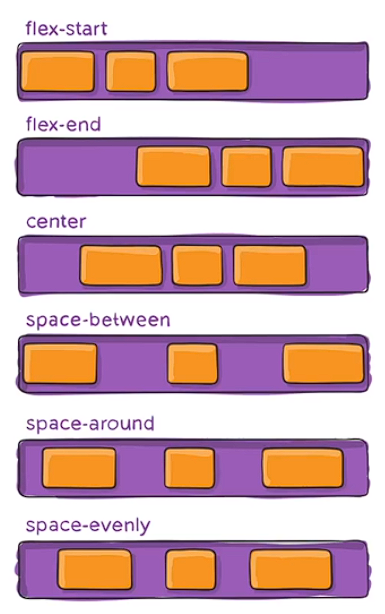 flex-start
flex-end
center
space-between
space-around
space-evenly